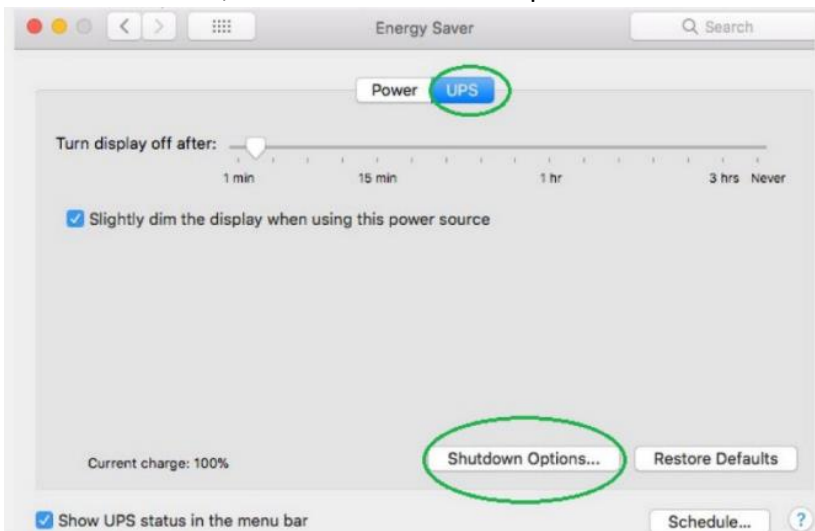 Energy Saver
Search
Power UPS
Turn display off after:
1 min 15 min 1 hr 3 hrs Never
Slightly dim the display when using this power source
Current charge: 100% Shutdown Options... Restore Defaults
Show UPS status in the menu bar Schedule... ?